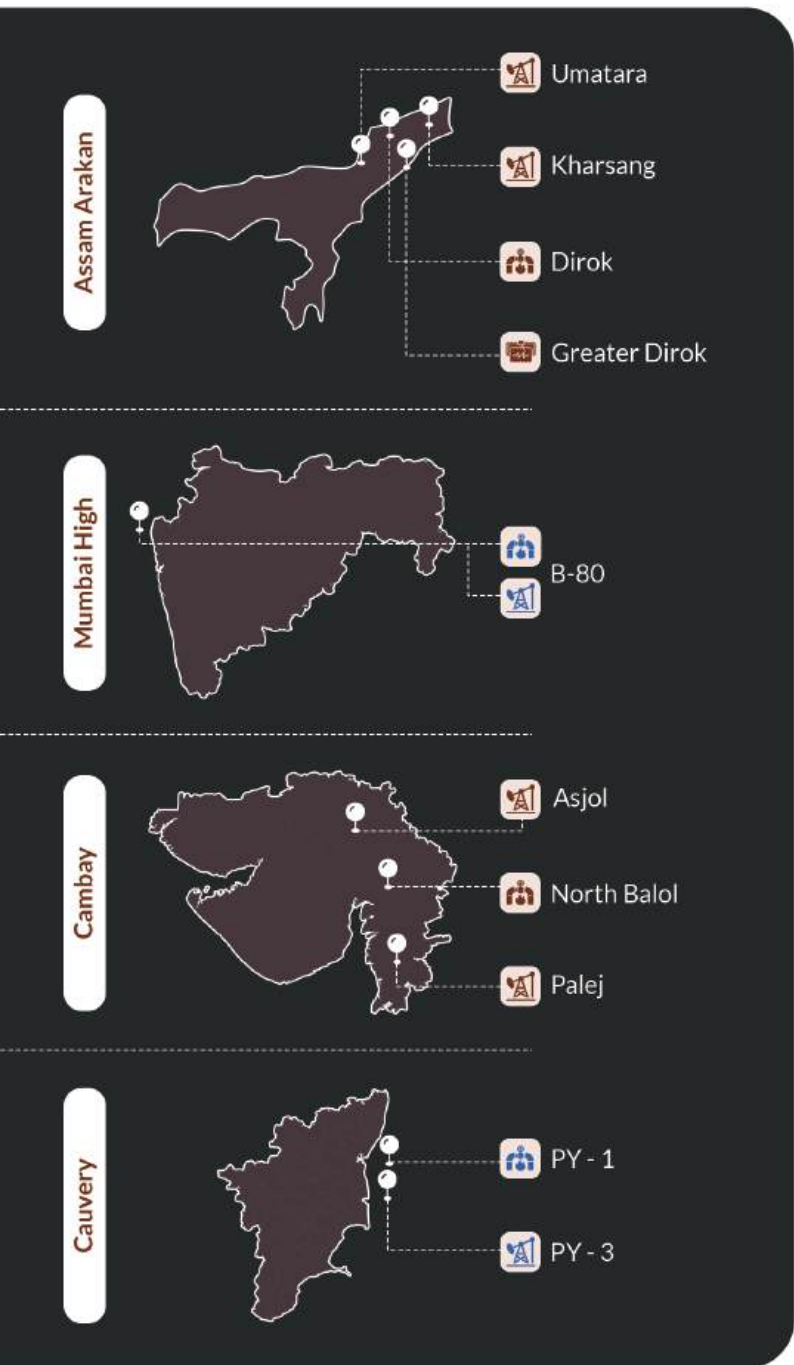 Assam Arakan
Umatara
Kharsang
Dirok
Greater Dirok
Mumbai High
B-80
Cambay
Asjol
North Balol
Palej
Cauvery
PY - 1
PY - 3